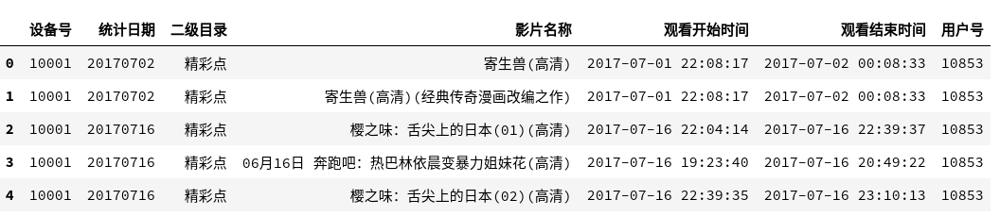 设备号 统计日期 二级目录 影片名称 观看开始时间 观看结束时间 用户号
0 10001 20170702 精彩点 寄生兽(高清) 2017-07-01 22:08:17 2017-07-02 00:08:33 10853
1 10001 20170702 精彩点 寄生兽(高清)(经典传奇漫画改编之作) 2017-07-01 22:08:17 2017-07-02 00:08:33 10853
2 10001 20170716 精彩点 樱之味: 舌尖上的日本(01)(高清) 2017-07-16 22:04:14 2017-07-16 22:39:37 10853
3 10001 20170716 精彩点 06月16日 奔跑吧: 热巴林依晨变暴力姐妹花(高清) 2017-07-16 19:23:40 2017-07-16 20:49:22 10853
4 10001 20170716 精彩点 樱之味: 舌尖上的日本(02)(高清) 2017-07-16 22:39:35 2017-07-16 23:10:13 10853